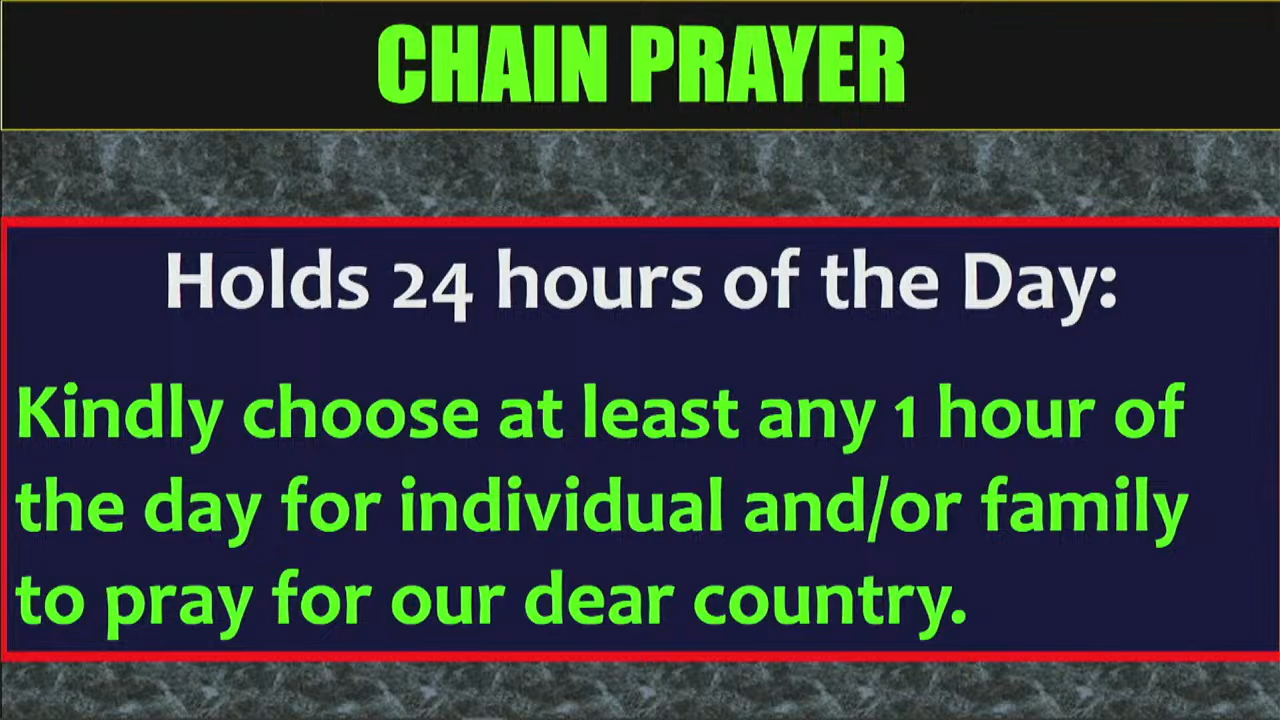 CHAIN PRAYER
Holds 24 hours of the Day:
Kindly choose at least any 1 hour of
the day for individual and/or family
to pray for our dear country.